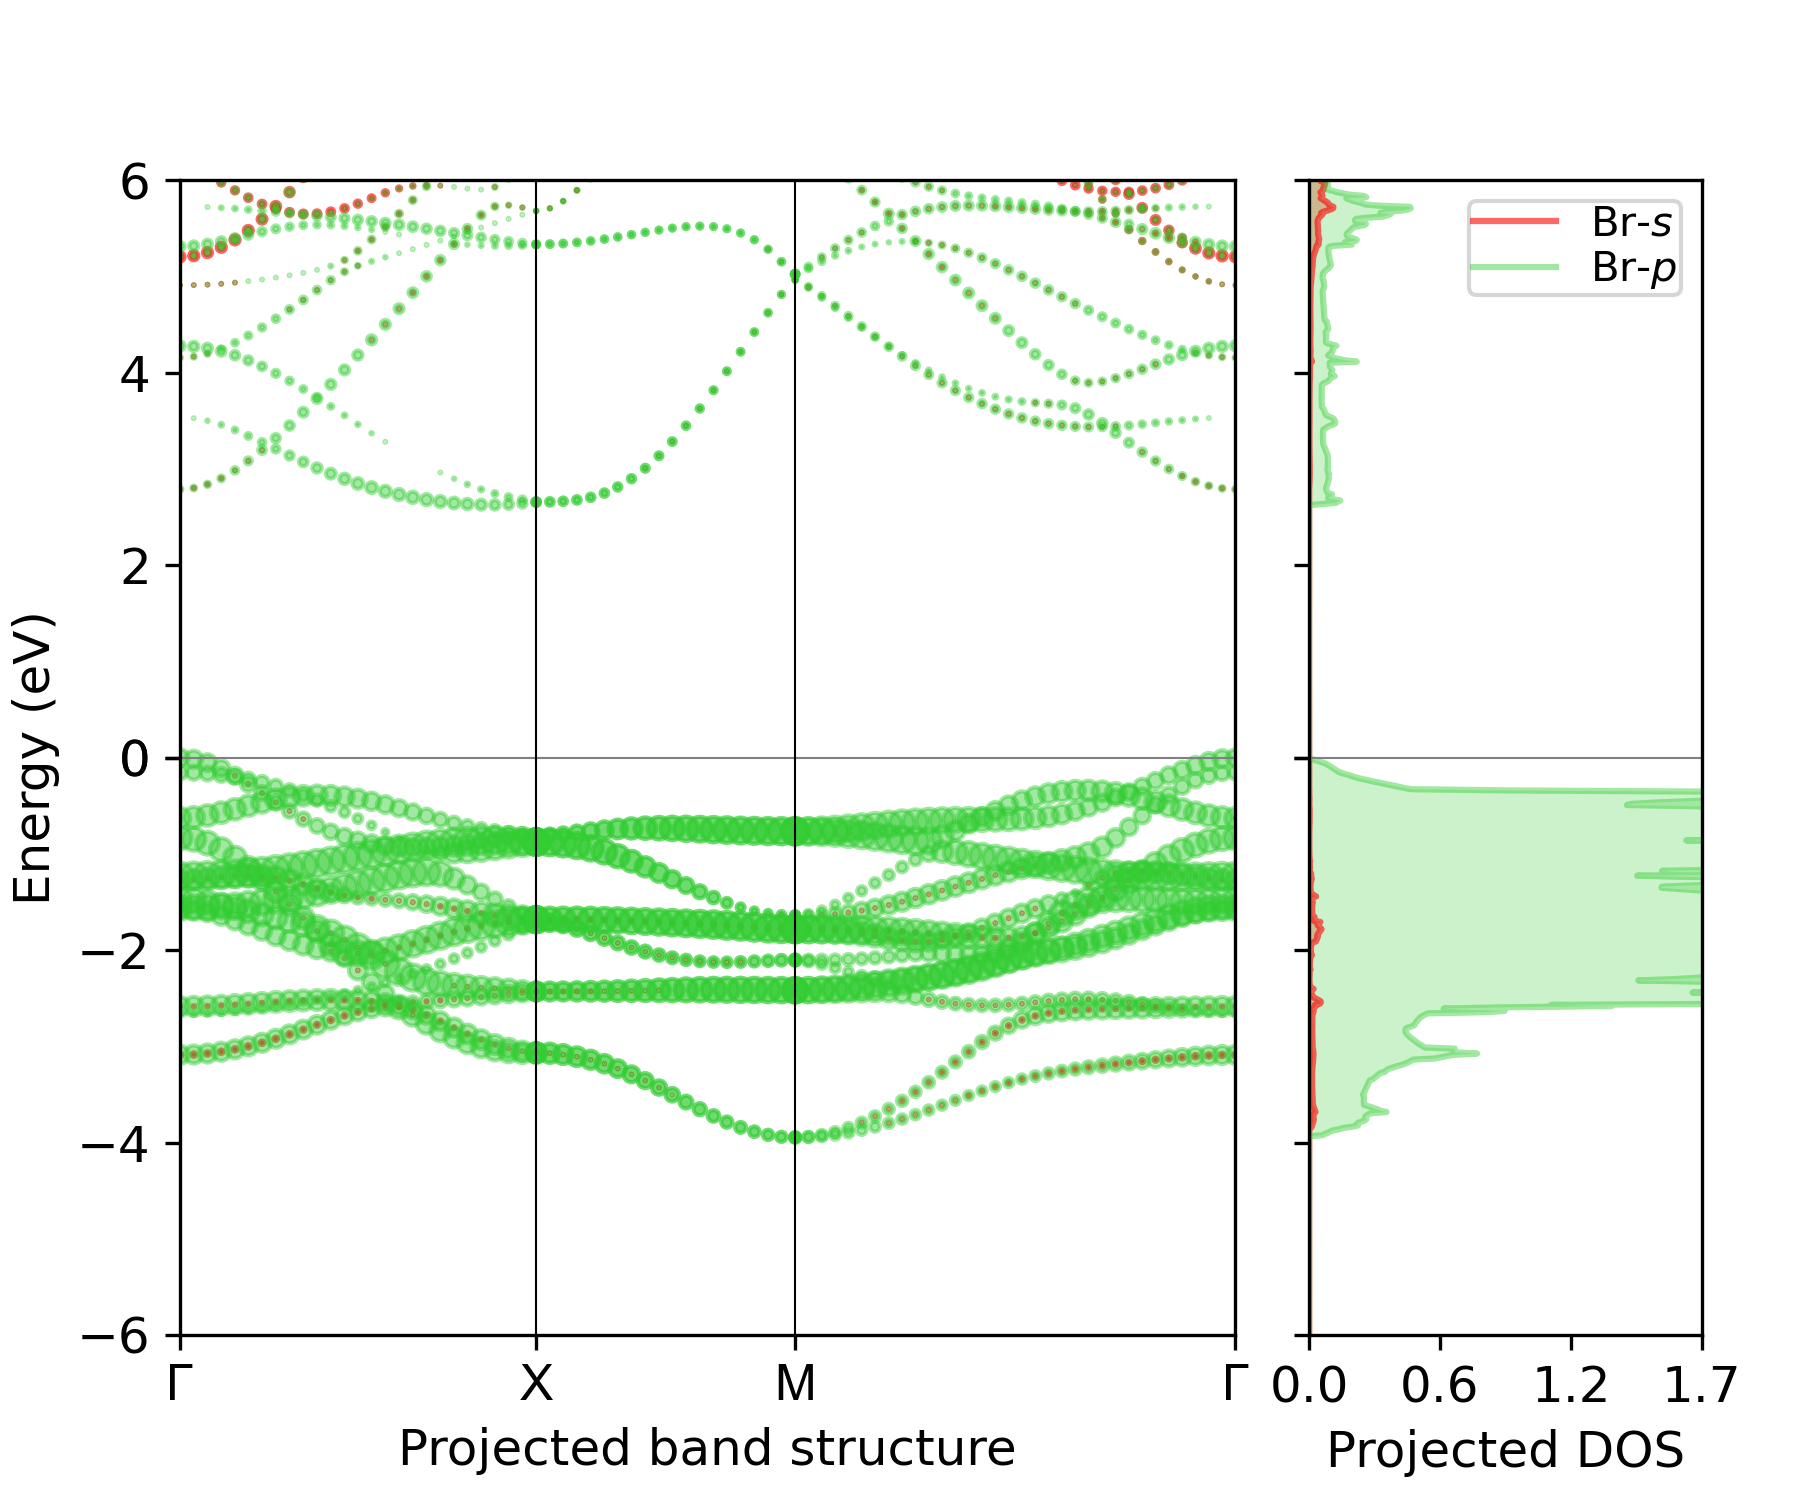 6
4
2
0
−2
−4
−6
Energy (eV)
Γ X M Γ
Projected band structure
Br-s
Br-p
0.0 0.6 1.2 1.7
Projected DOS